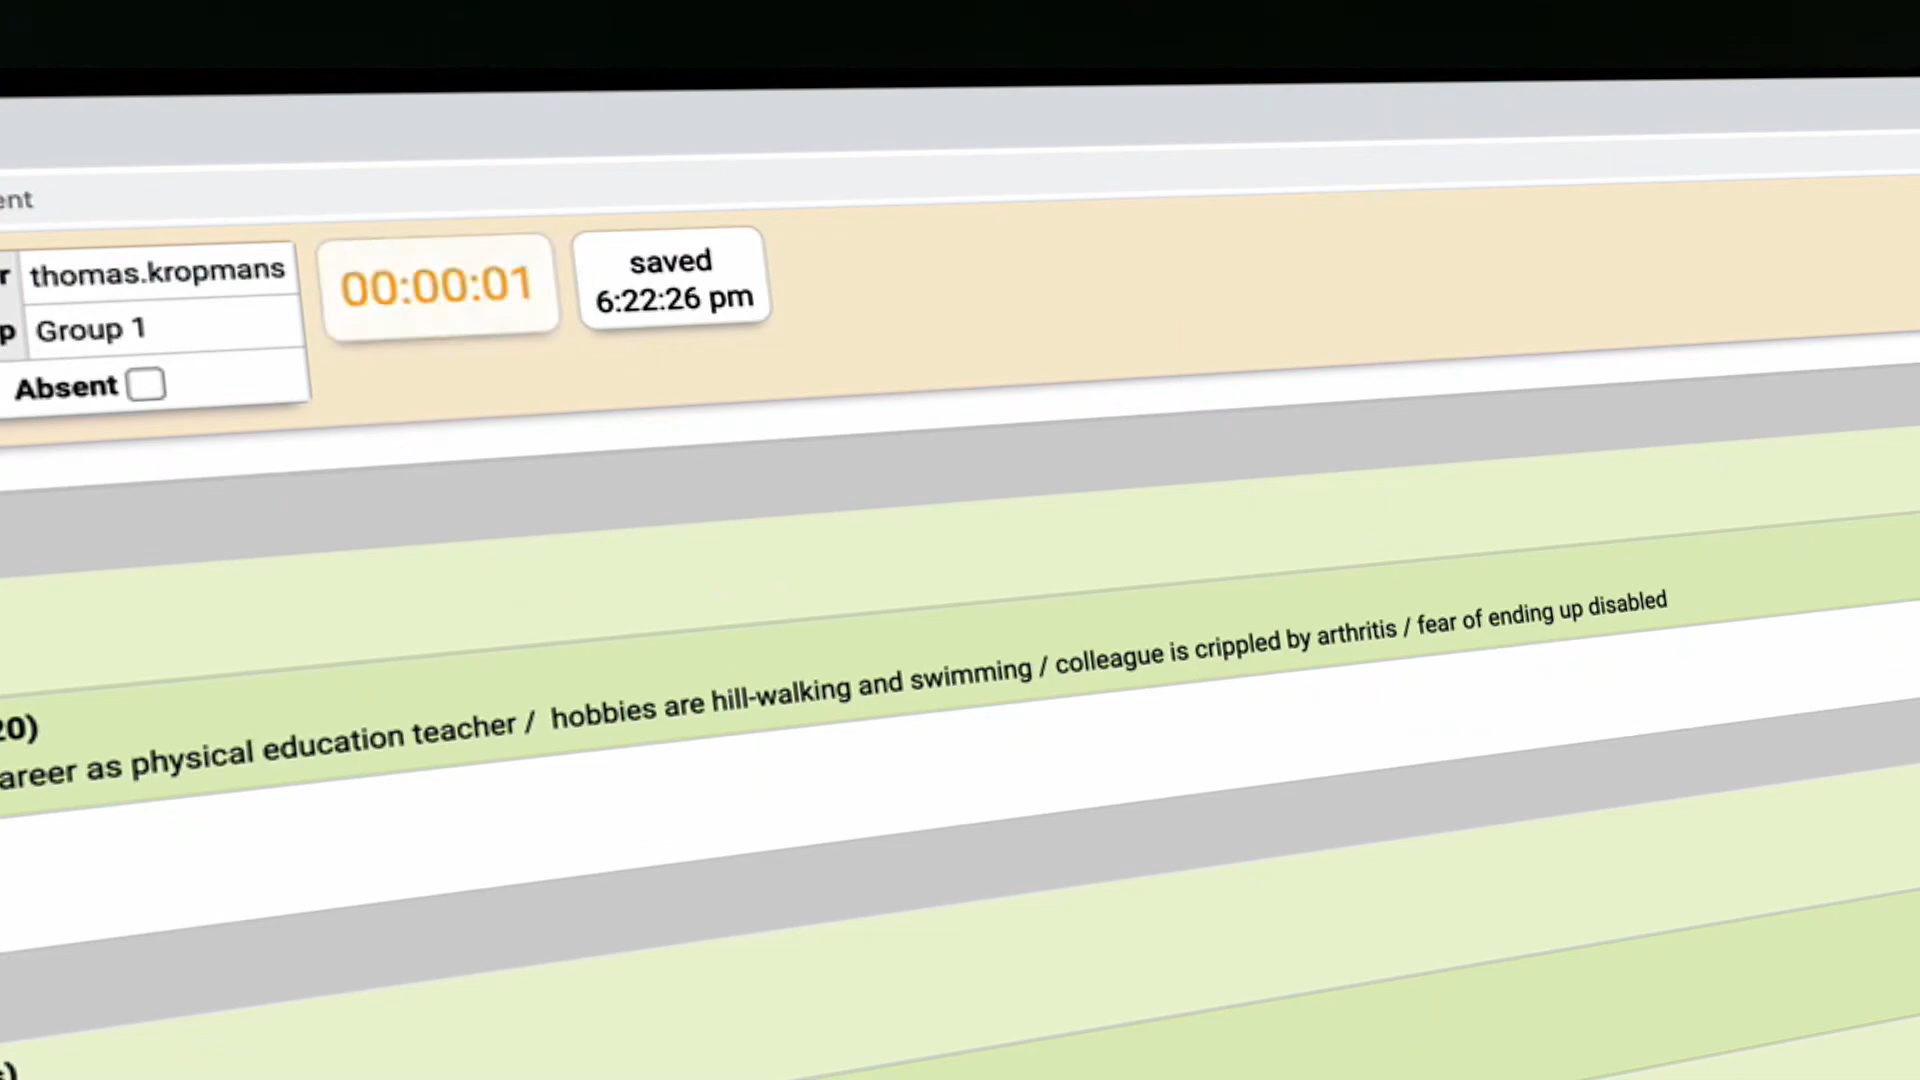 ent
r thomas.kropmans
p Group 1
Absent
00:00:01
saved
6:22:26 pm
20)
areer as physical education teacher / hobbies are hill-walking and swimming / colleague is crippled by arthritis / fear of ending up disabled
s)